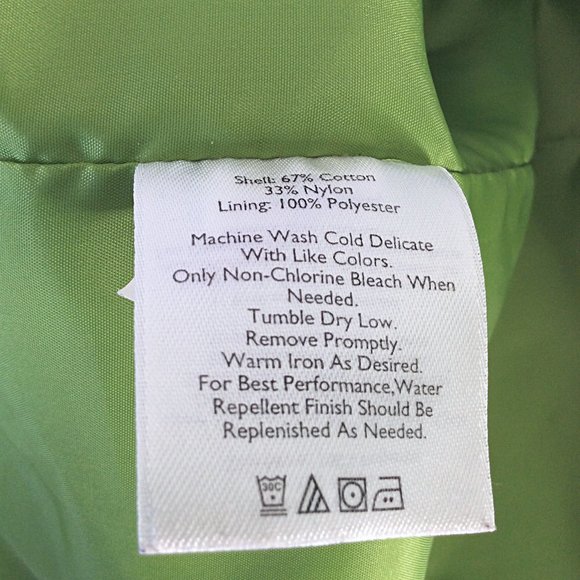 Shell: 67% Cotton
33% Nylon
Lining: 100% Polyester
Machine Wash Cold Delicate
With Like Colors.
Only Non-Chlorine Bleach When
Needed.
Tumble Dry Low.
Remove Promptly.
Warm Iron As Desired.
For Best Performance,Water
Repellent Finish Should Be
Replenished As Needed.
30C